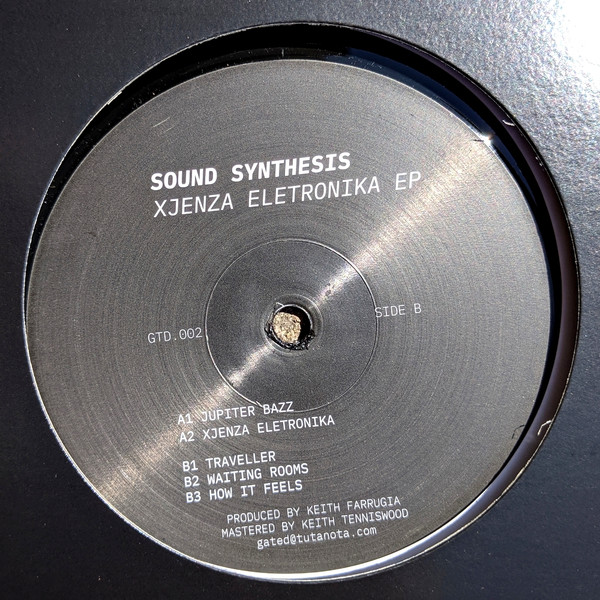 SOUND SYNTHESIS
XJENZA ELETRONIKA EP
GTD.002
SIDE B
A1 JUPITER BAZZ
A2 XJENZA ELETRONIKA
B1 TRAVELLER
B2 WAITING ROOMS
B3 HOW IT FEELS
PRODUCED BY KEITH FARRUGIA
MASTERED BY KEITH TENNISWOOD
gated@tutanota.com